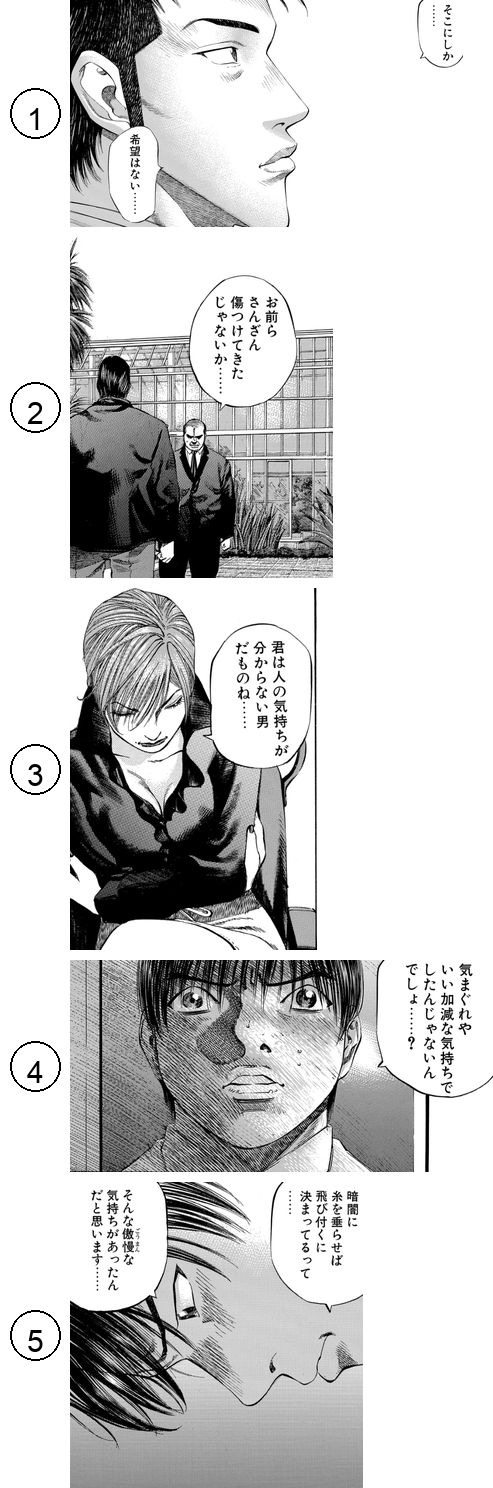 1
そこにしか
……
希望はない……
2
お前ら
さんざん
傷つけてきた
じゃないか……
3
君は人の気持ちが
分からない男
だものね……
4
気まぐれや
いい加減な気持ちで
したんじゃないん
でしょ……？
5
暗闇に
糸を垂らせば
飛び付くに
決まってるって
……
そんな傲慢な
ごうまん
気持ちがあったん
だと思います……